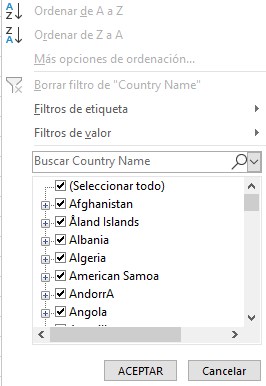 Ordenar de A a Z
Ordenar de Z a A
Más opciones de ordenación...
Borrar filtro de "Country Name"
Filtros de etiqueta
Filtros de valor
Buscar Country Name
(Seleccionar todo)
Afghanistan
Åland Islands
Albania
Algeria
American Samoa
AndorrA
Angola
ACEPTAR
Cancelar